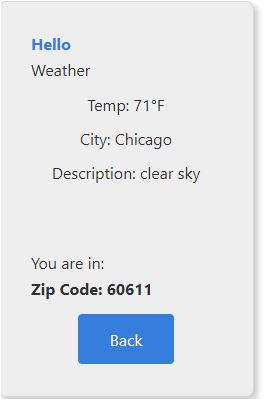 Hello
Weather
Temp: 71°F
City: Chicago
Description: clear sky
You are in:
Zip Code: 60611
Back